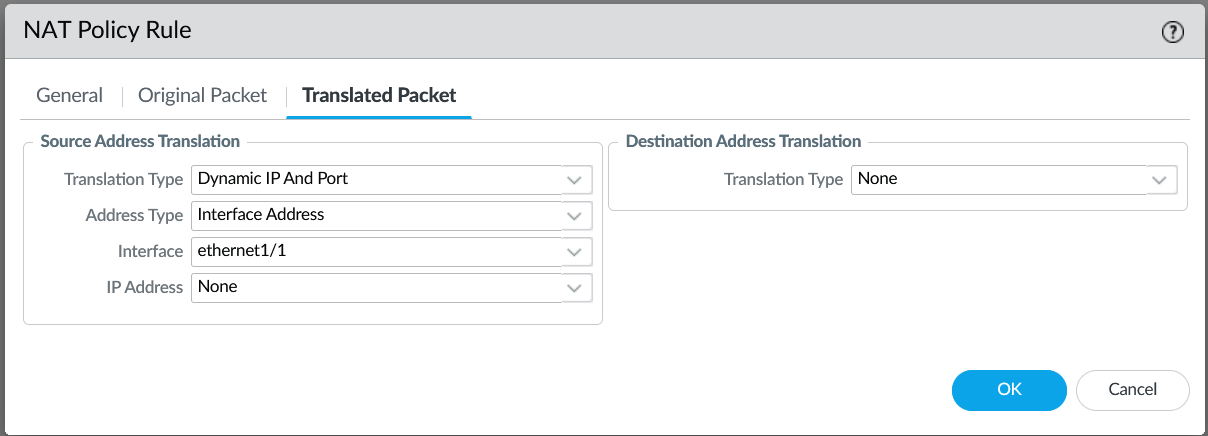 NAT Policy Rule
?
General Original Packet Translated Packet
Source Address Translation
Translation Type Dynamic IP And Port
Address Type Interface Address
Interface ethernet1/1
IP Address None
Destination Address Translation
Translation Type None
OK Cancel